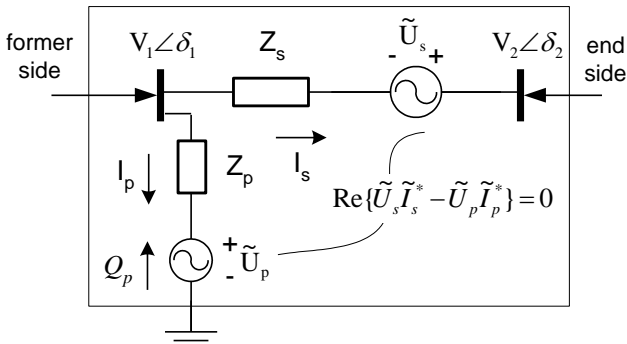 former side
V₁∠δ₁
Zₛ
Ũₛ
V₂∠δ₂
end side
- +
Iₛ
Iₚ
Zₚ
Re{ŨₛĨₛ* − ŨₚĨₚ*} = 0
Qₚ
+
-
Ũₚ